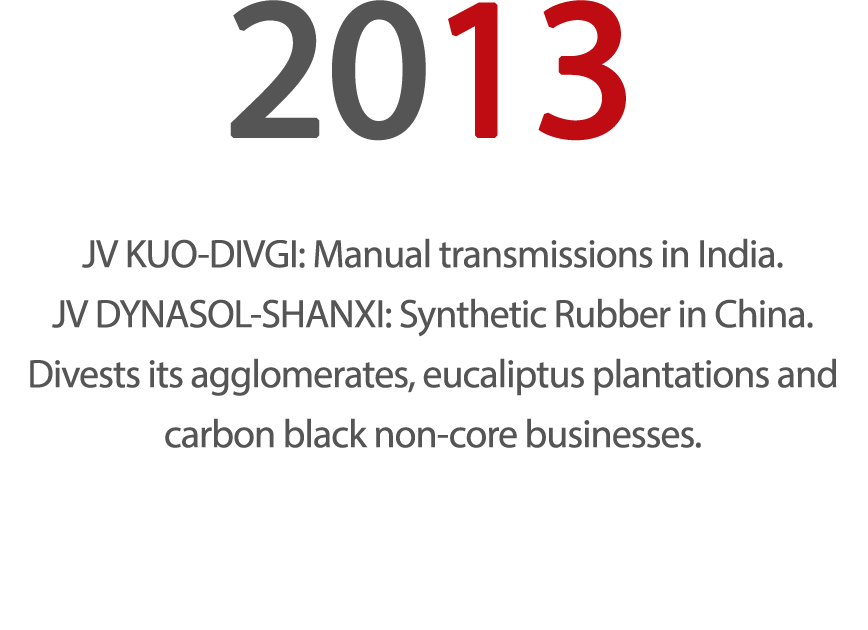 2013
JV KUO-DIVGI: Manual transmissions in India.
JV DYNASOL-SHANXI: Synthetic Rubber in China.
Divests its agglomerates, eucaliptus plantations and
carbon black non-core businesses.